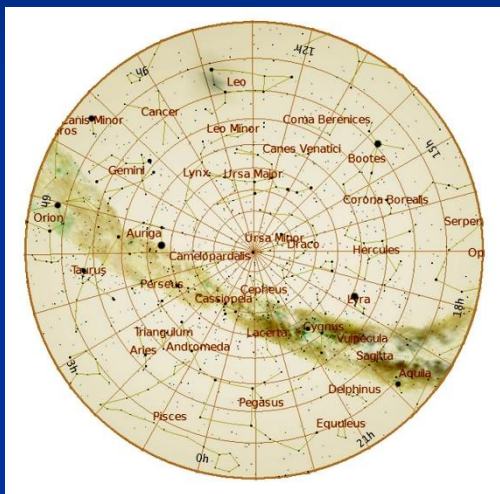 12h
9h
Leo
Cancer
Canis Minor
ros
Coma Berenices
Leo Minor
Canes Venatici
15h
Bootes
Gemini
Lynx
Ursa Major
Corona Borealis
6h
Orion
Serpen
Auriga
Ursa Minor
Draco
Hercules
Op
Camelopardalis
Taurus
Perseus
Cepheus
Cassiopeia
Lyra
18h
Triangulum
Lacerta
Cygnus
Vulpecula
Aries
Andromeda
Sagitta
3h
Aquila
Delphinus
Pegasus
Pisces
Equuleus
21h
0h